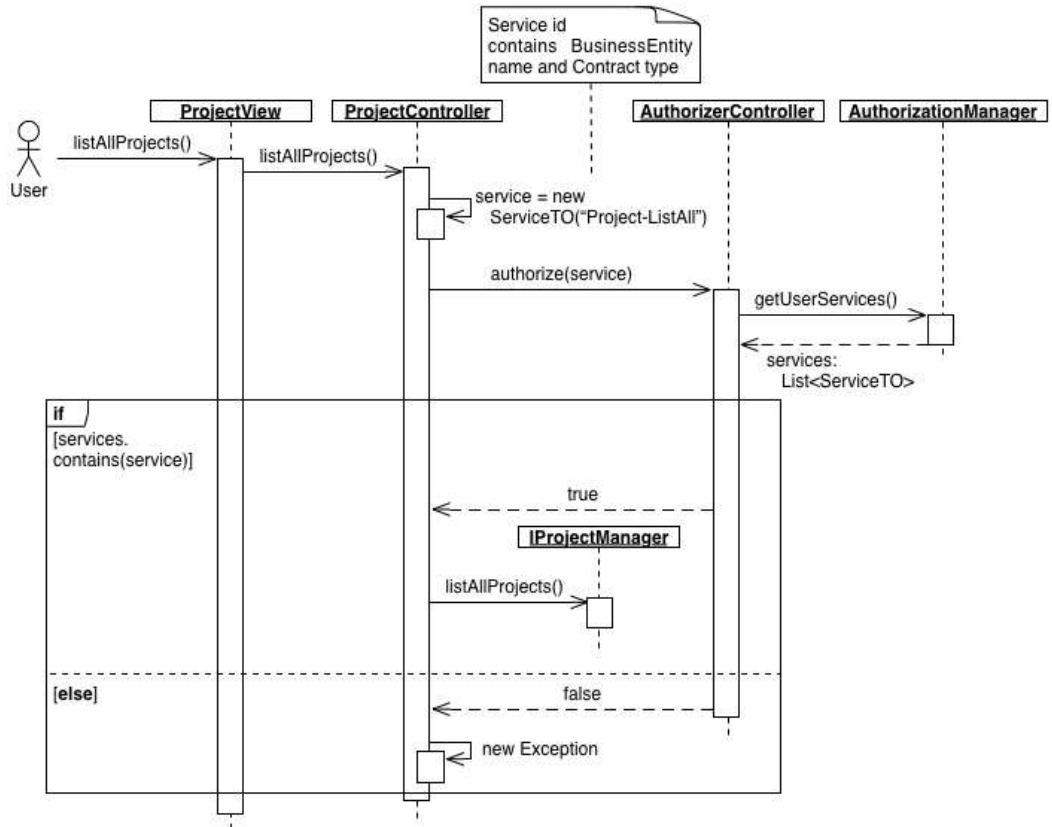 Service id
contains BusinessEntity
name and Contract type
ProjectView
ProjectController
AuthorizerController
AuthorizationManager
User
listAllProjects()
listAllProjects()
service = new
ServiceTO(“Project-ListAll”)
authorize(service)
getUserServices()
services:
List<ServiceTO>
if
[services.
contains(service)]
true
IProjectManager
listAllProjects()
[else]
false
new Exception